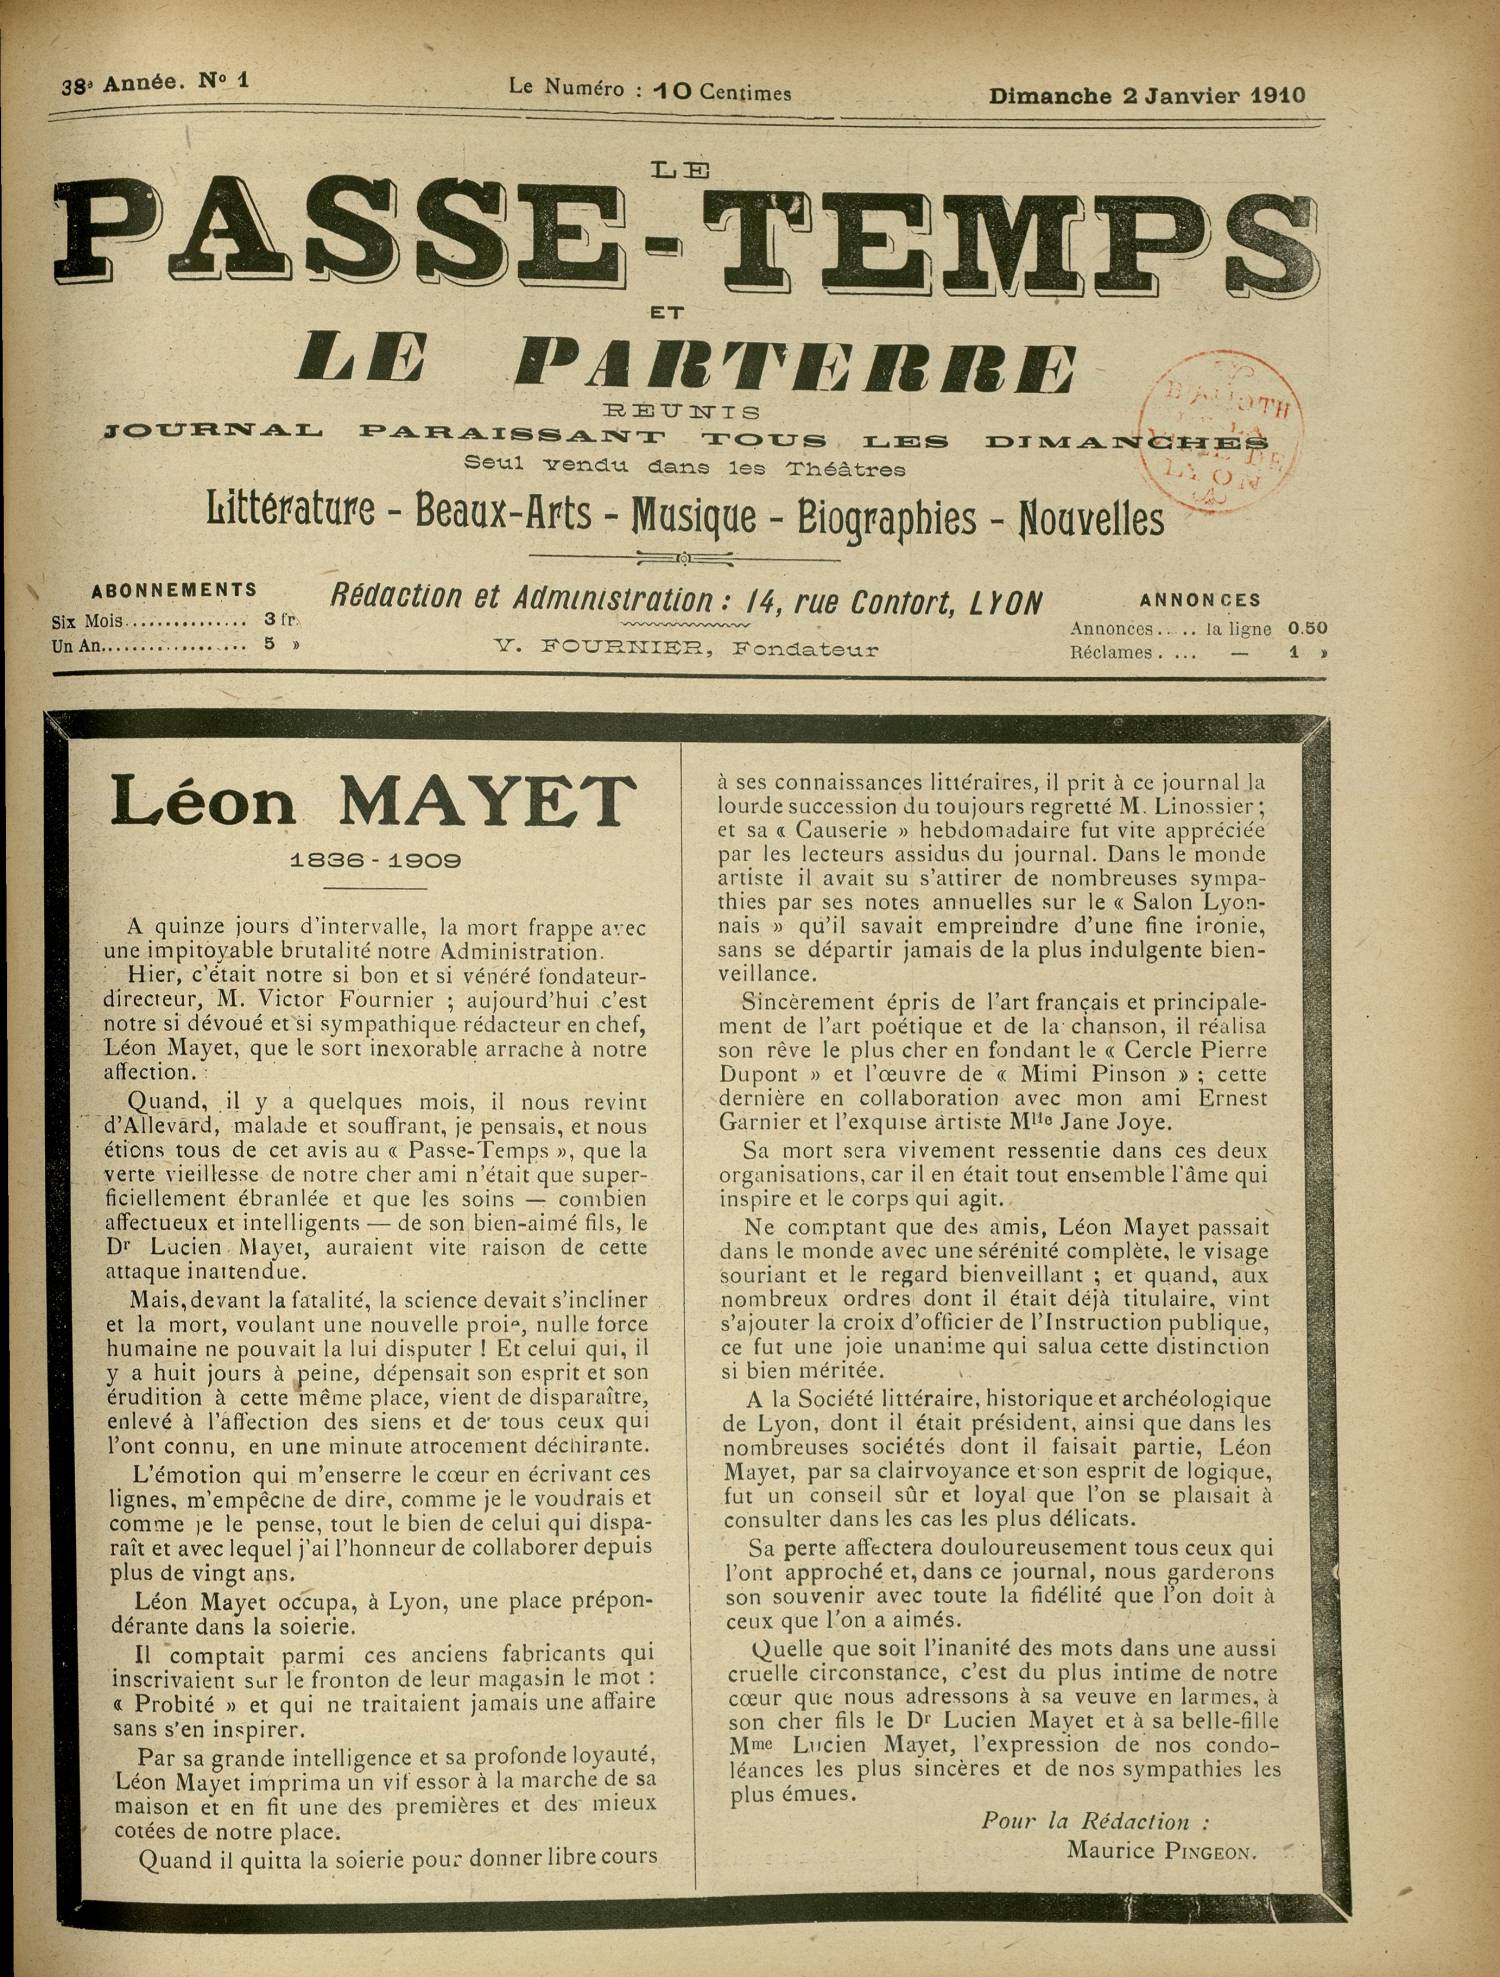 38e Année. No 1
Le Numéro : 10 Centimes
Dimanche 2 Janvier 1910
LE
PASSE-TEMPS
ET
LE PARTERRE
RÉUNIS
JOURNAL PARAISSANT TOUS LES DIMANCHES
Seul vendu dans les Théâtres
Littérature - Beaux-Arts - Musique - Biographies - Nouvelles
ABONNEMENTS
Six Mois............... 3 fr.
Un An.................. 5 »
Rédaction et Administration : 14, rue Confort, LYON
V. FOURNIER, Fondateur
ANNONCES
Annonces..... la ligne 0.50
Réclames.... — 1 »
LYON
Léon MAYET
1836 - 1909
A quinze jours d'intervalle, la mort frappe avec
une impitoyable brutalité notre Administration.
Hier, c'était notre si bon et si vénéré fondateur-
directeur, M. Victor Fournier ; aujourd'hui c'est
notre si dévoué et si sympathique rédacteur en chef,
Léon Mayet, que le sort inexorable arrache à notre
affection.
Quand, il y a quelques mois, il nous revint
d'Allevard, malade et souffrant, je pensais, et nous
étions tous de cet avis au « Passe-Temps », que la
verte vieillesse de notre cher ami n'était que super-
ficiellement ébranlée et que les soins — combien
affectueux et intelligents — de son bien-aimé fils, le
Dr Lucien Mayet, auraient vite raison de cette
attaque inattendue.
Mais, devant la fatalité, la science devait s'incliner
et la mort, voulant une nouvelle proie, nulle force
humaine ne pouvait la lui disputer ! Et celui qui, il
y a huit jours à peine, dépensait son esprit et son
érudition à cette même place, vient de disparaître,
enlevé à l'affection des siens et de tous ceux qui
l'ont connu, en une minute atrocement déchirante.
L'émotion qui m'enserre le cœur en écrivant ces
lignes, m'empêche de dire, comme je le voudrais et
comme je le pense, tout le bien de celui qui dispa-
raît et avec lequel j'ai l'honneur de collaborer depuis
plus de vingt ans.
Léon Mayet occupa, à Lyon, une place prépon-
dérante dans la soierie.
Il comptait parmi ces anciens fabricants qui
inscrivaient sur le fronton de leur magasin le mot :
« Probité » et qui ne traitaient jamais une affaire
sans s'en inspirer.
Par sa grande intelligence et sa profonde loyauté,
Léon Mayet imprima un vif essor à la marche de sa
maison et en fit une des premières et des mieux
cotées de notre place.
Quand il quitta la soierie pour donner libre cours
à ses connaissances littéraires, il prit à ce journal la
lourde succession du toujours regretté M. Linossier ;
et sa « Causerie » hebdomadaire fut vite appréciée
par les lecteurs assidus du journal. Dans le monde
artiste il avait su s'attirer de nombreuses sympa-
thies par ses notes annuelles sur le « Salon Lyon-
nais » qu'il savait empreindre d'une fine ironie,
sans se départir jamais de la plus indulgente bien-
veillance.
Sincèrement épris de l'art français et principale-
ment de l'art poétique et de la chanson, il réalisa
son rêve le plus cher en fondant le « Cercle Pierre
Dupont » et l'œuvre de « Mimi Pinson » ; cette
dernière en collaboration avec mon ami Ernest
Garnier et l'exquise artiste Mlle Jane Joye.
Sa mort sera vivement ressentie dans ces deux
organisations, car il en était tout ensemble l'âme qui
inspire et le corps qui agit.
Ne comptant que des amis, Léon Mayet passait
dans le monde avec une sérénité complète, le visage
souriant et le regard bienveillant ; et quand, aux
nombreux ordres dont il était déjà titulaire, vint
s'ajouter la croix d'officier de l'Instruction publique,
ce fut une joie unanime qui salua cette distinction
si bien méritée.
A la Société littéraire, historique et archéologique
de Lyon, dont il était président, ainsi que dans les
nombreuses sociétés dont il faisait partie, Léon
Mayet, par sa clairvoyance et son esprit de logique,
fut un conseil sûr et loyal que l'on se plaisait à
consulter dans les cas les plus délicats.
Sa perte affectera douloureusement tous ceux qui
l'ont approché et, dans ce journal, nous garderons
son souvenir avec toute la fidélité que l'on doit à
ceux que l'on a aimés.
Quelle que soit l'inanité des mots dans une aussi
cruelle circonstance, c'est du plus intime de notre
cœur que nous adressons à sa veuve en larmes, à
son cher fils le Dr Lucien Mayet et à sa belle-fille
Mme Lucien Mayet, l'expression de nos condo-
léances les plus sincères et de nos sympathies les
plus émues.
Pour la Rédaction :
Maurice PINGEON.